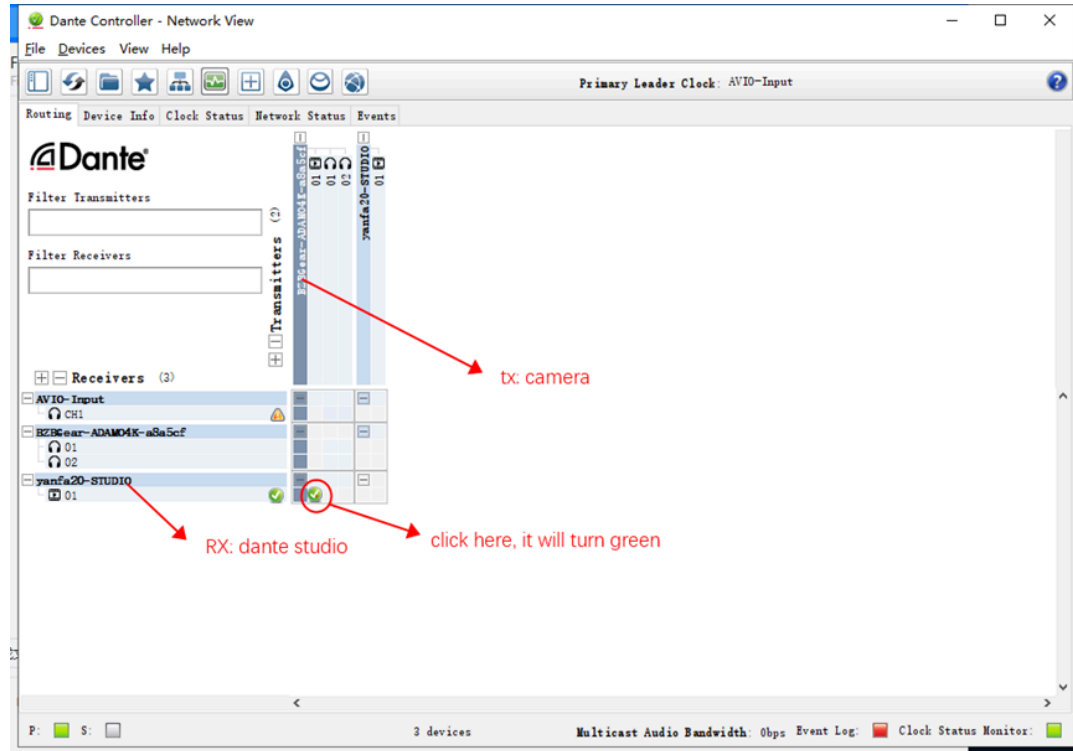 Dante Controller - Network View
File Devices View Help
Primary Leader Clock: AVIO-Input
Routing Device Info Clock Status Network Status Events
Dante
Filter Transmitters
Filter Receivers
Transmitters (2)
BZBGear-ADAMO4K-a8a5cf
01
01
02
yanfa20-STUDIO
01
tx: camera
Receivers (3)
AVIO-Input
CH1
BZBGear-ADAMO4K-a8a5cf
01
02
yanfa20-STUDIO
01
RX: dante studio
click here, it will turn green
P: S: 3 devices Multicast Audio Bandwidth: 0bps Event Log: Clock Status Monitor: